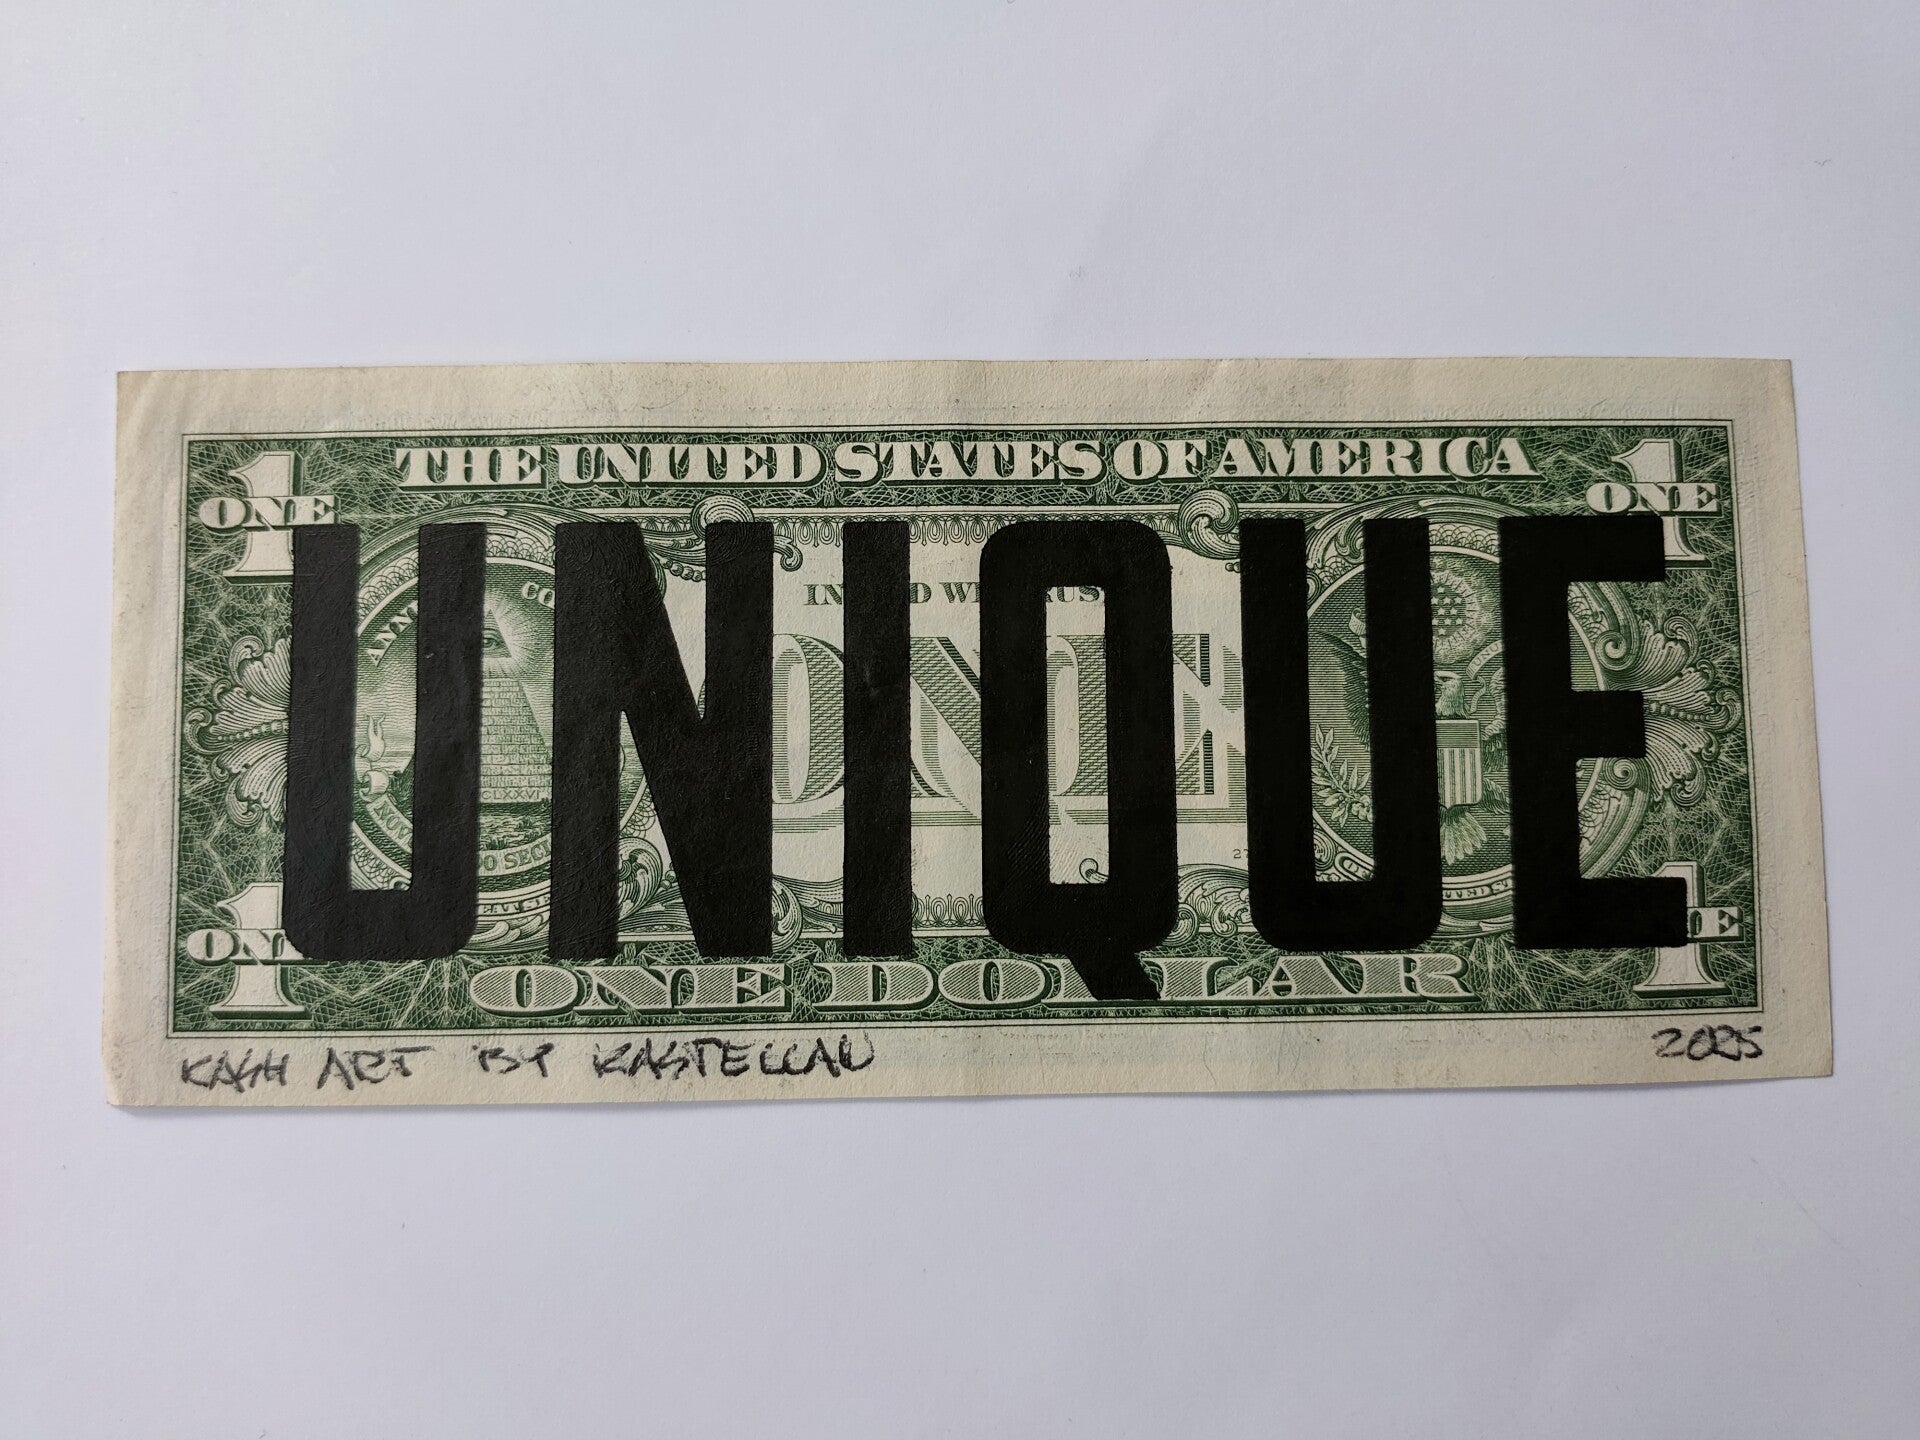 THE UNITED STATES OF AMERICA
1 ONE
1 ONE
UNIQUE
IN
ONE
ONE DOLLAR
1
1
KASH ART BY KASTELLAN
2025